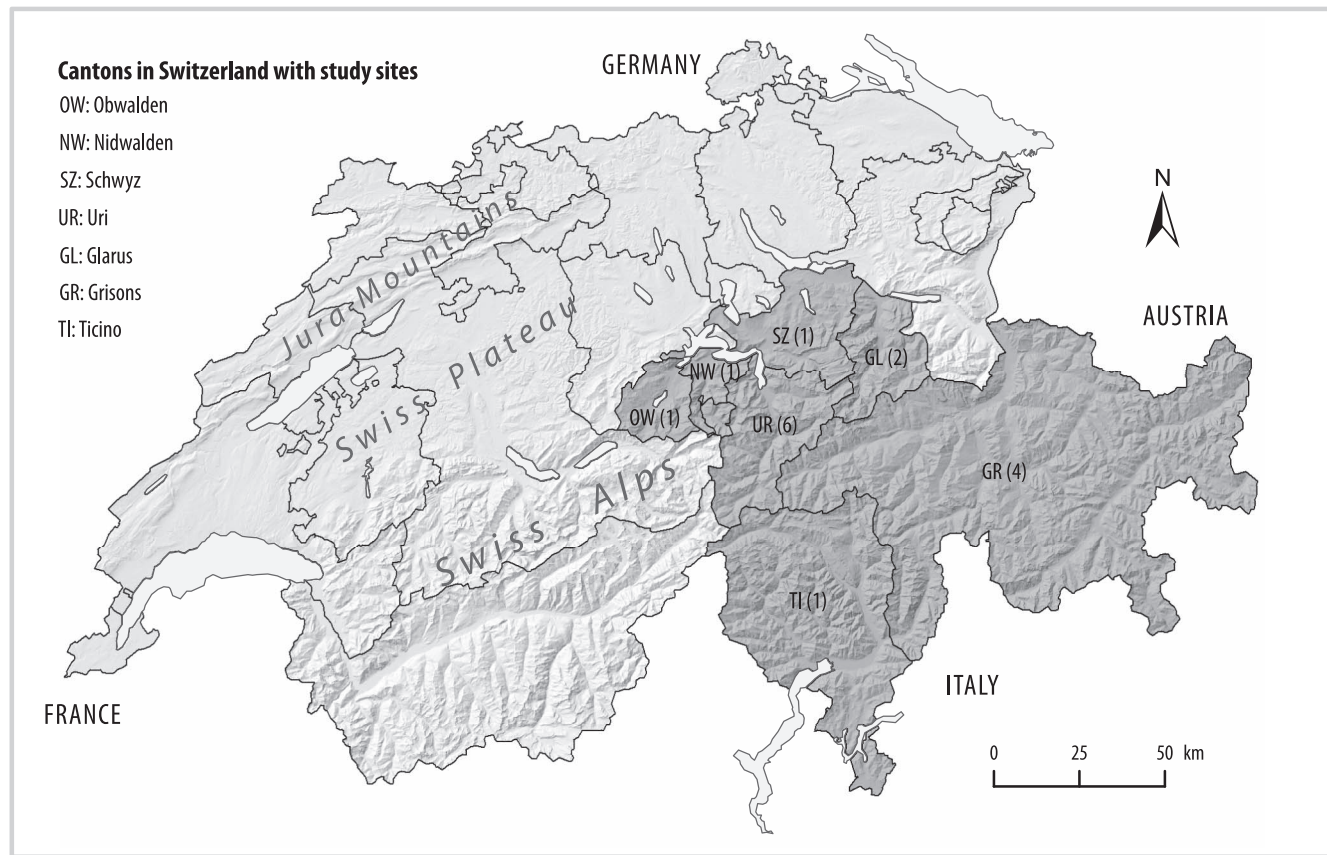 Cantons in Switzerland with study sites
OW: Obwalden
NW: Nidwalden
SZ: Schwyz
UR: Uri
GL: Glarus
GR: Grisons
TI: Ticino
GERMANY
N
AUSTRIA
Jura Mountains
Swiss Plateau
Swiss Alps
SZ (1)
GL (2)
NW (1)
OW (1)
UR (6)
GR (4)
TI (1)
ITALY
FRANCE
0 25 50 km